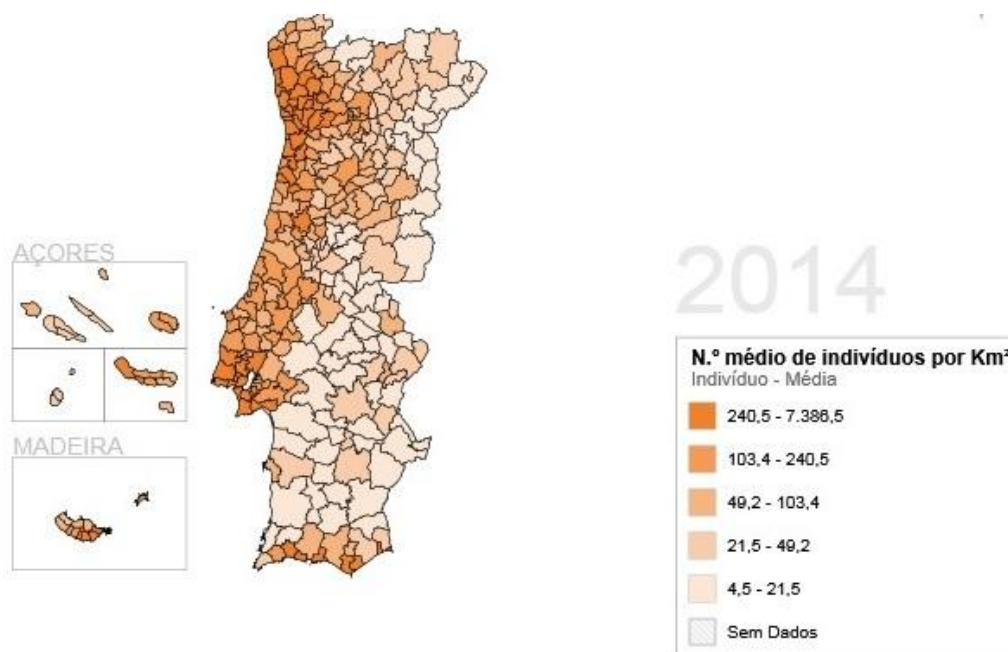 AÇORES
MADEIRA
2014
N.º médio de indivíduos por Km²
Indivíduo - Média
240,5 - 7.386,5
103,4 - 240,5
49,2 - 103,4
21,5 - 49,2
4,5 - 21,5
Sem Dados